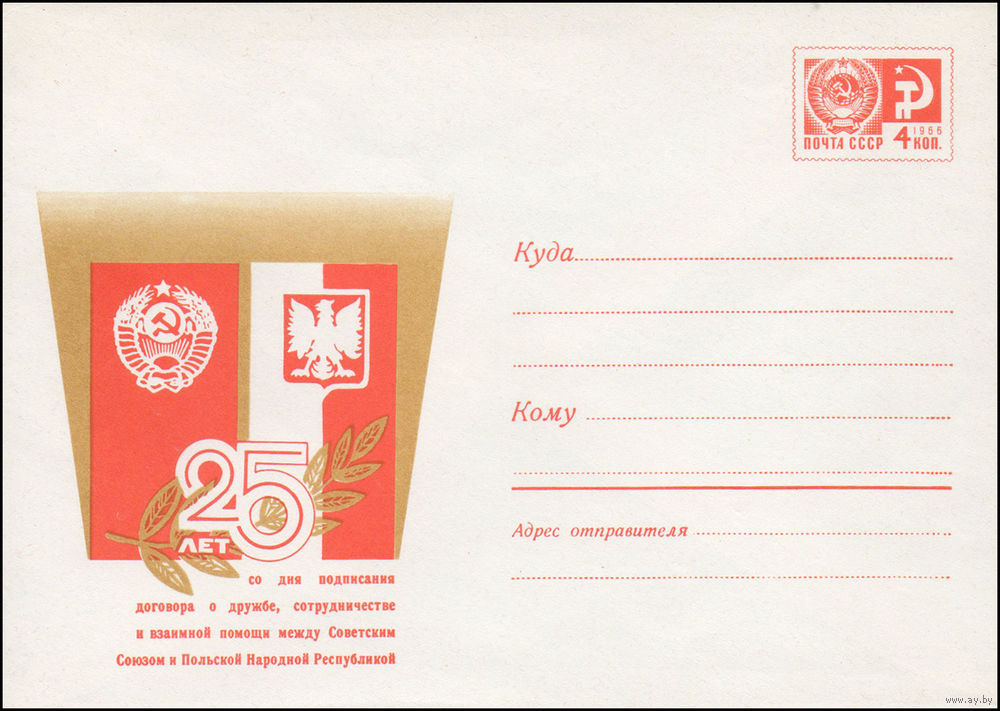 1966
ПОЧТА СССР 4 КОП.
Куда
Кому
Адрес отправителя
25
ЛЕТ
со дня подписания
договора о дружбе, сотрудничестве
и взаимной помощи между Советским
Союзом и Польской Народной Республикой
www.ay.by